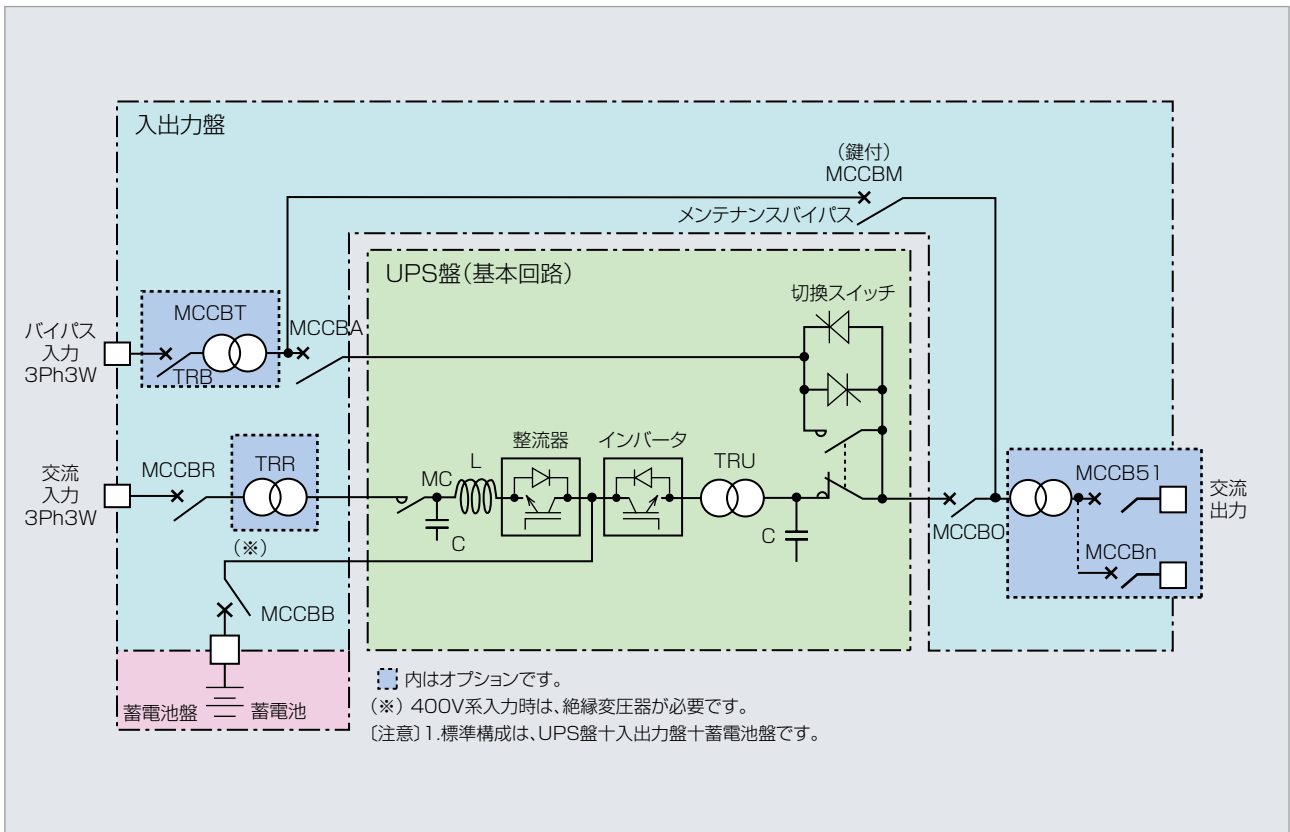 入出力盤
(鍵付)
MCCBM
メンテナンスバイパス
UPS盤(基本回路)
切換スイッチ
MCCBT
MCCBA
バイパス
入力
3Ph3W
TRB
整流器
インバータ
交流
入力
3Ph3W
MCCBR
TRR
MC
L
TRU
MCCB51
交流
出力
C
C
MCCBO
MCCBn
(※)
MCCBB
蓄電池盤
蓄電池
内はオプションです。
(※) 400V系入力時は、絶縁変圧器が必要です。
〔注意〕1.標準構成は、UPS盤+入出力盤+蓄電池盤です。